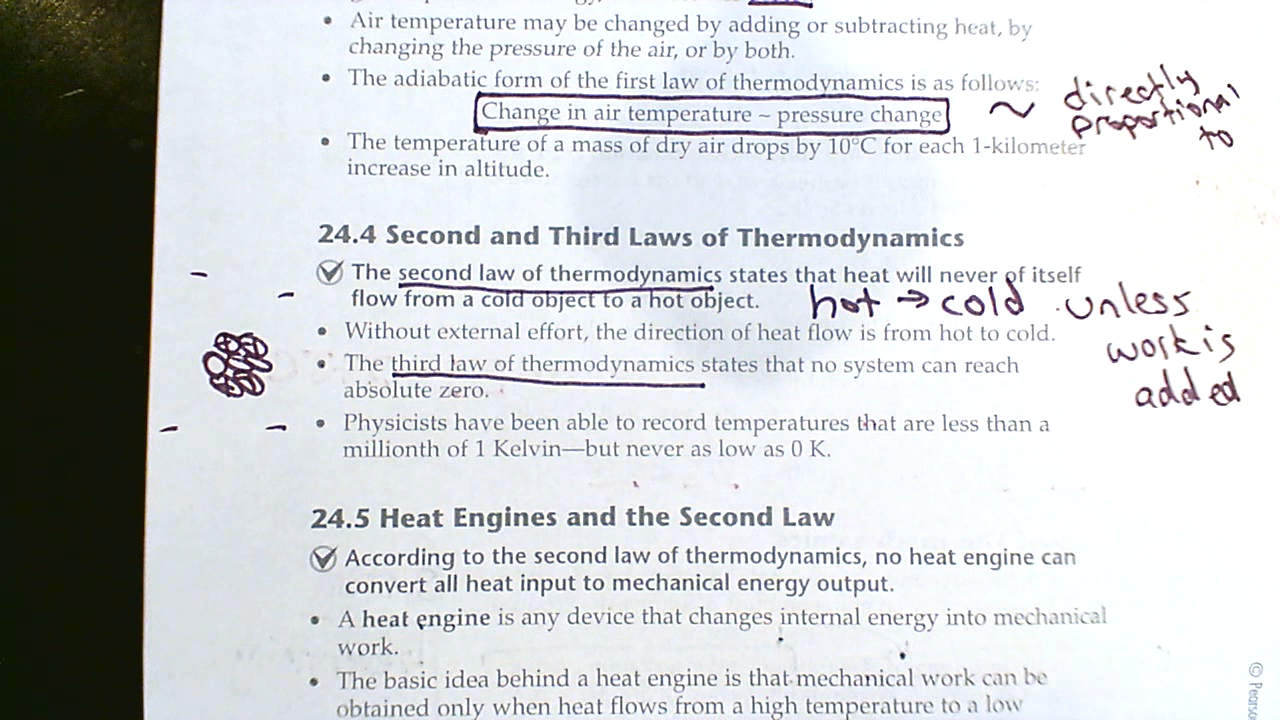 • Air temperature may be changed by adding or subtracting heat, by
changing the pressure of the air, or by both.
• The adiabatic form of the first law of thermodynamics is as follows:
Change in air temperature ~ pressure change
~ directly
proportional
to
• The temperature of a mass of dry air drops by 10°C for each 1-kilometer
increase in altitude.
24.4 Second and Third Laws of Thermodynamics
The second law of thermodynamics states that heat will never of itself
flow from a cold object to a hot object.
hot → cold unless
work is
added
• Without external effort, the direction of heat flow is from hot to cold.
• The third law of thermodynamics states that no system can reach
absolute zero.
• Physicists have been able to record temperatures that are less than a
millionth of 1 Kelvin—but never as low as 0 K.
24.5 Heat Engines and the Second Law
According to the second law of thermodynamics, no heat engine can
convert all heat input to mechanical energy output.
• A heat engine is any device that changes internal energy into mechanical
work.
• The basic idea behind a heat engine is that mechanical work can be
obtained only when heat flows from a high temperature to a low